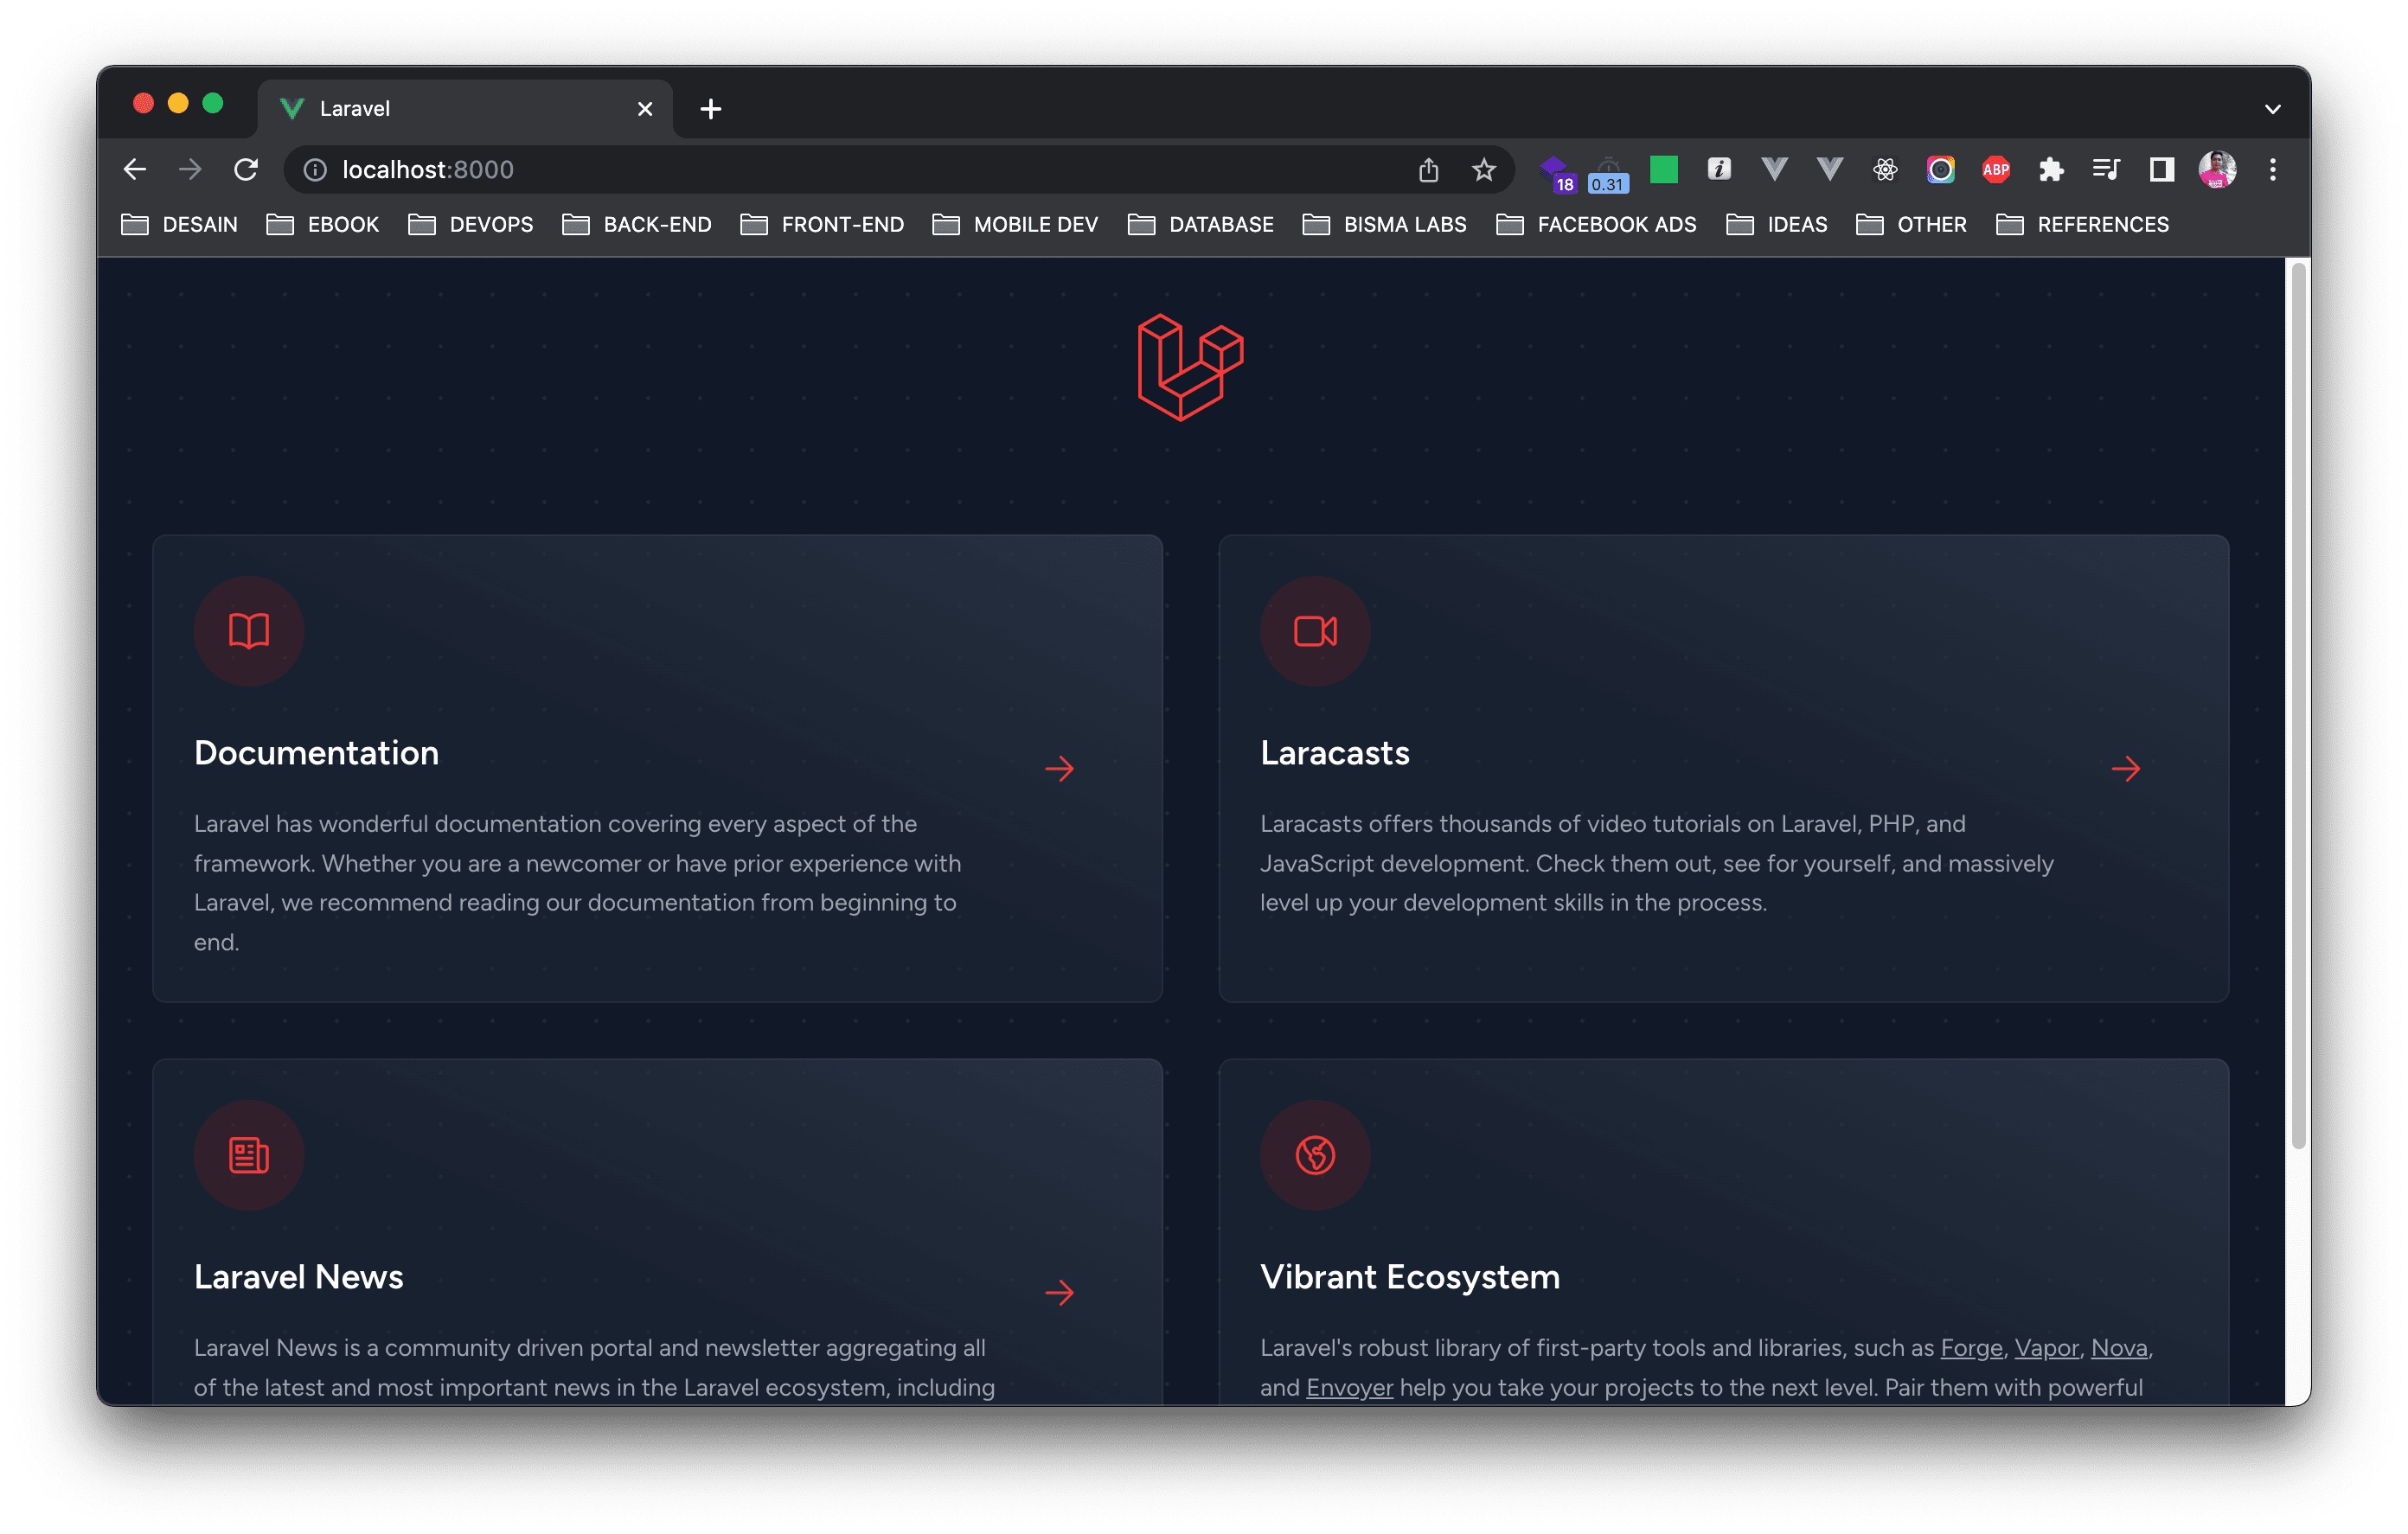 Laravel
localhost:8000
18
0.31
i
ABP
DESAIN EBOOK DEVOPS BACK-END FRONT-END MOBILE DEV DATABASE BISMA LABS FACEBOOK ADS IDEAS OTHER REFERENCES
Documentation
Laravel has wonderful documentation covering every aspect of the
framework. Whether you are a newcomer or have prior experience with
Laravel, we recommend reading our documentation from beginning to
end.
Laracasts
Laracasts offers thousands of video tutorials on Laravel, PHP, and
JavaScript development. Check them out, see for yourself, and massively
level up your development skills in the process.
Laravel News
Laravel News is a community driven portal and newsletter aggregating all
of the latest and most important news in the Laravel ecosystem, including
Vibrant Ecosystem
Laravel's robust library of first-party tools and libraries, such as Forge, Vapor, Nova,
and Envoyer help you take your projects to the next level. Pair them with powerful